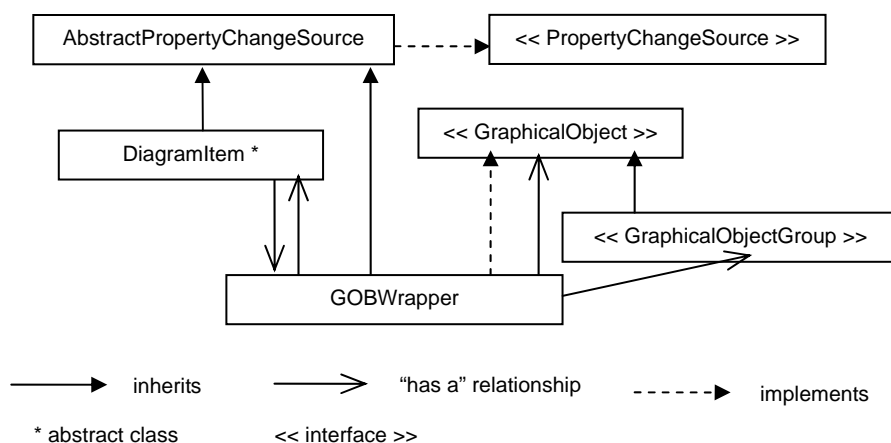 AbstractPropertyChangeSource
<< PropertyChangeSource >>
<< GraphicalObject >>
DiagramItem *
<< GraphicalObjectGroup >>
GOBWrapper
inherits
“has a” relationship
implements
* abstract class
<< interface >>